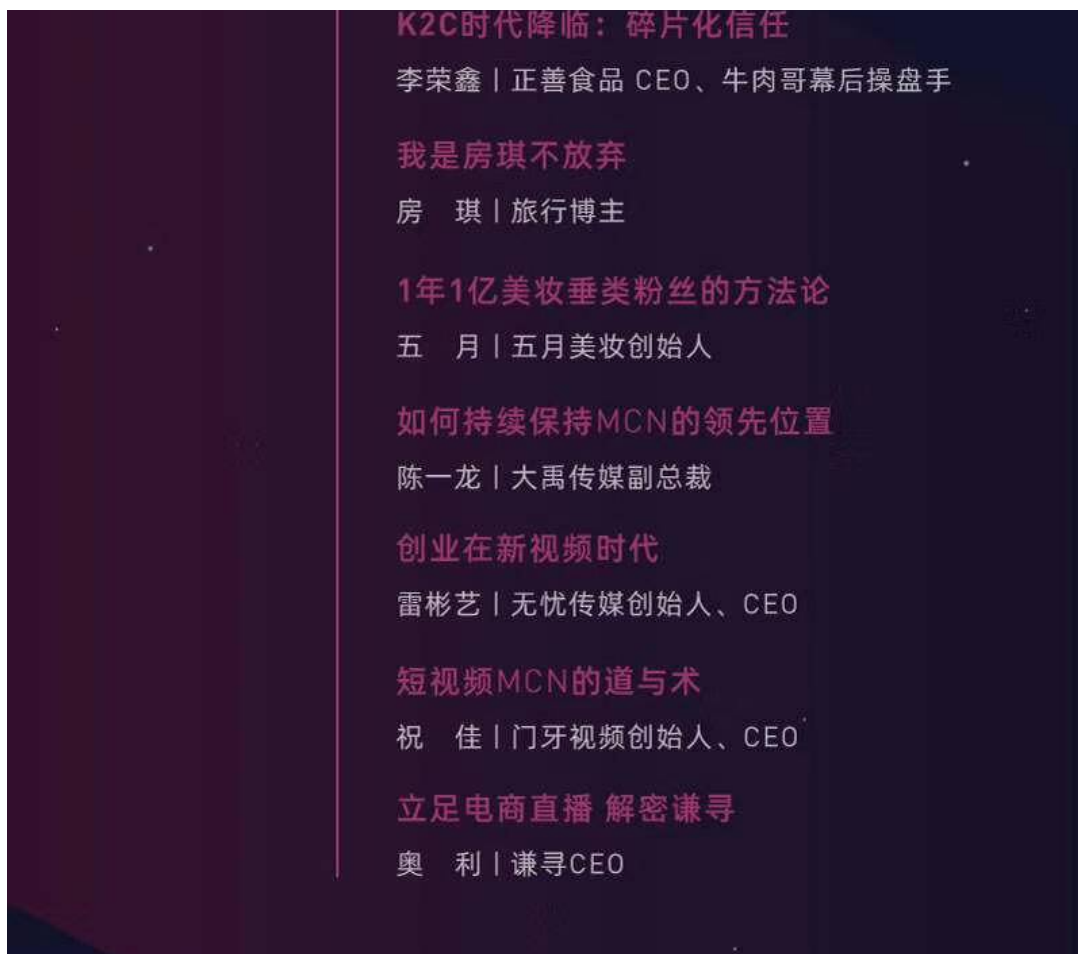 K2C时代降临：碎片化信任
李荣鑫 | 正善食品 CEO、牛肉哥幕后操盘手
我是房琪不放弃
房　琪 | 旅行博主
1年1亿美妆垂类粉丝的方法论
五　月 | 五月美妆创始人
如何持续保持MCN的领先位置
陈一龙 | 大禹传媒副总裁
创业在新视频时代
雷彬艺 | 无忧传媒创始人、CEO
短视频MCN的道与术
祝　佳 | 门牙视频创始人、CEO
立足电商直播 解密谦寻
奥　利 | 谦寻CEO